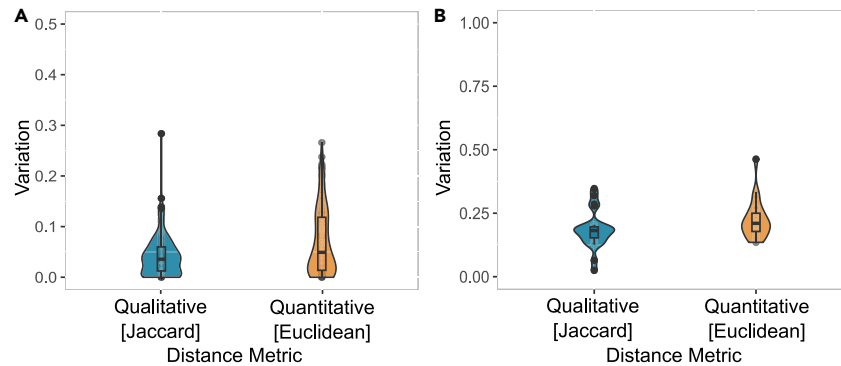 A
0.5
0.4
0.3
0.2
0.1
0.0
Variation
Qualitative
[Jaccard]
Quantitative
[Euclidean]
Distance Metric
B
1.00
0.75
0.50
0.25
0.00
Variation
Qualitative
[Jaccard]
Quantitative
[Euclidean]
Distance Metric